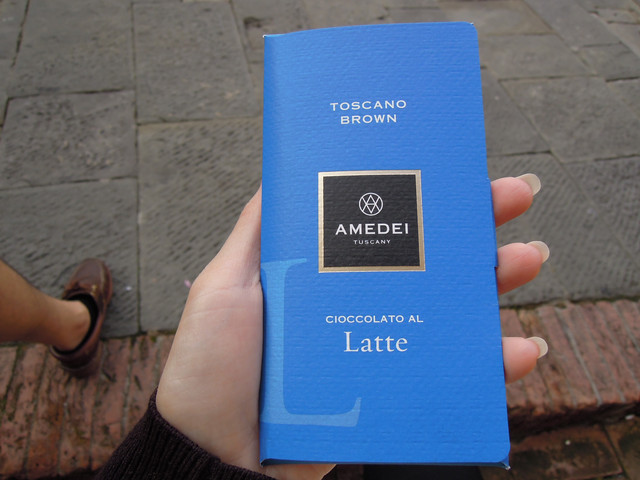 TOSCANO
BROWN
AMEDEI
TUSCANY
CIOCCOLATO AL
Latte
L